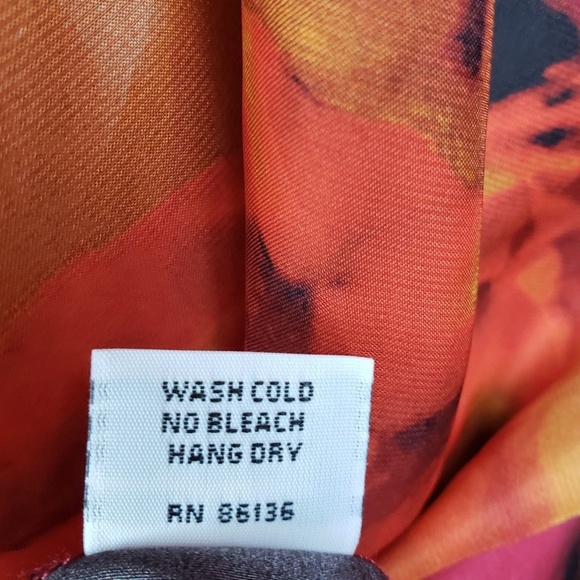 WASH COLD
NO BLEACH
HANG DRY
RN 86136